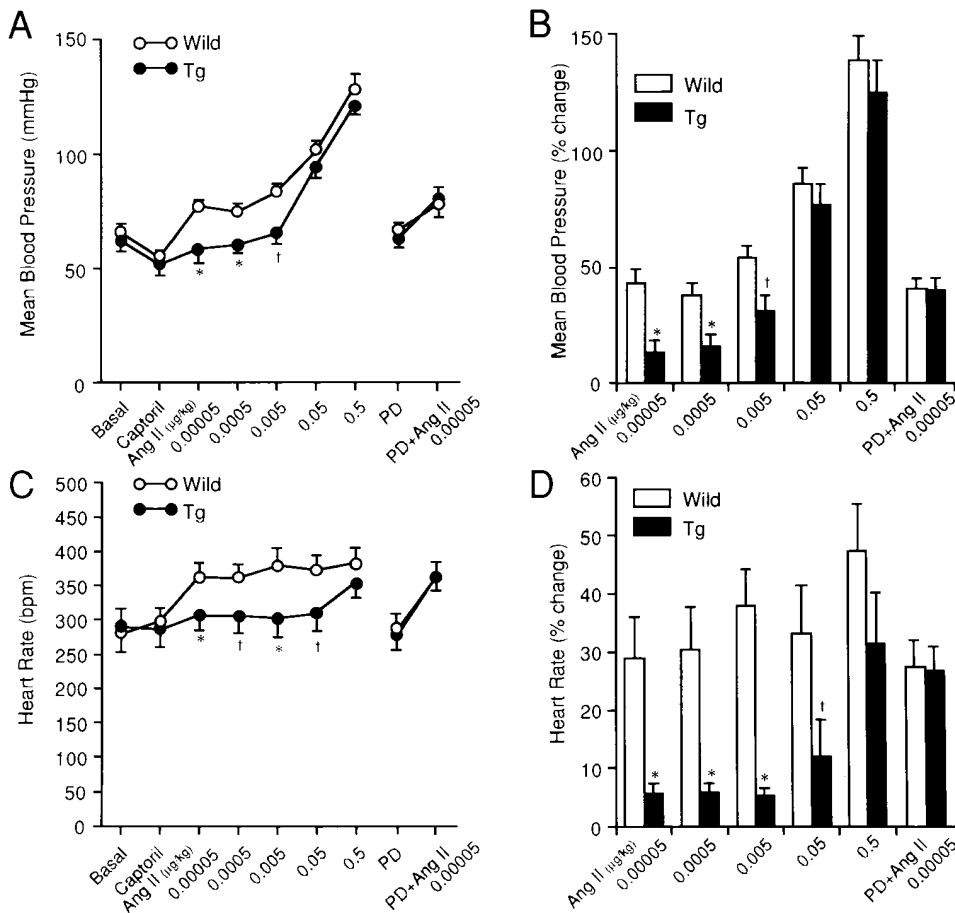 A
Mean Blood Pressure (mmHg)
150
100
50
0
Wild
Tg
*
*
†
Basal
Captoril
Ang II (µg/kg)
0.00005
0.0005
0.005
0.05
0.5
PD
PD+Ang II
0.00005
B
Mean Blood Pressure (% change)
150
100
50
0
Wild
Tg
*
*
†
Ang II (µg/kg)
0.00005
0.0005
0.005
0.05
0.5
PD+Ang II
0.00005
C
Heart Rate (bpm)
500
450
400
350
300
250
200
150
100
50
0
Wild
Tg
*
†
*
†
Basal
Captoril
Ang II (µg/kg)
0.00005
0.0005
0.005
0.05
0.5
PD
PD+Ang II
0.00005
D
Heart Rate (% change)
60
50
40
30
20
10
0
Wild
Tg
*
*
*
†
Ang II (µg/kg)
0.00005
0.0005
0.005
0.05
0.5
PD+Ang II
0.00005